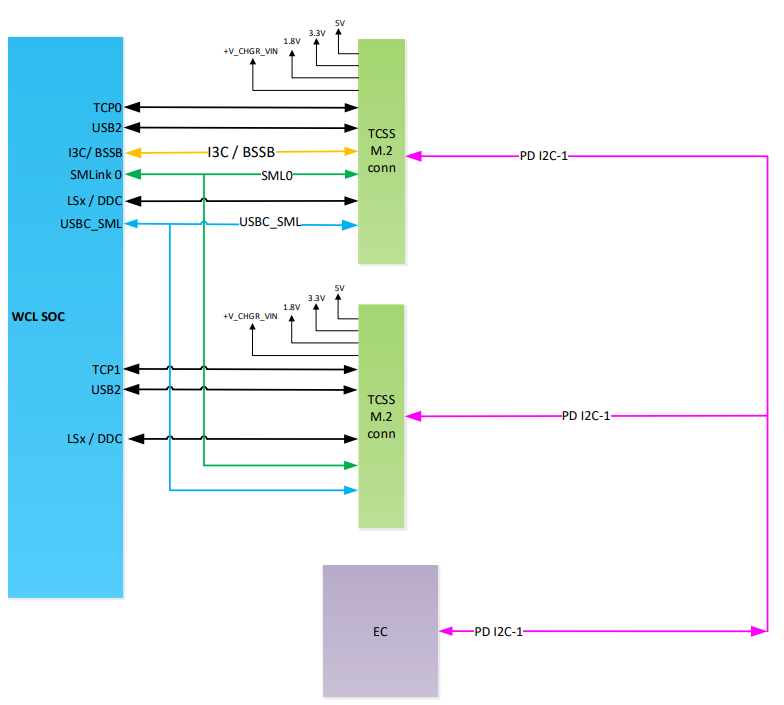 5V
3.3V
1.8V
+V_CHGR_VIN
TCP0
USB2
TCSS
M.2
conn
I3C/ BSSB
I3C / BSSB
PD I2C-1
SMLink 0
SML0
LSx / DDC
USBC_SML
USBC_SML
5V
3.3V
1.8V
+V_CHGR_VIN
WCL SOC
TCP1
USB2
TCSS
M.2
conn
PD I2C-1
LSx / DDC
EC
PD I2C-1